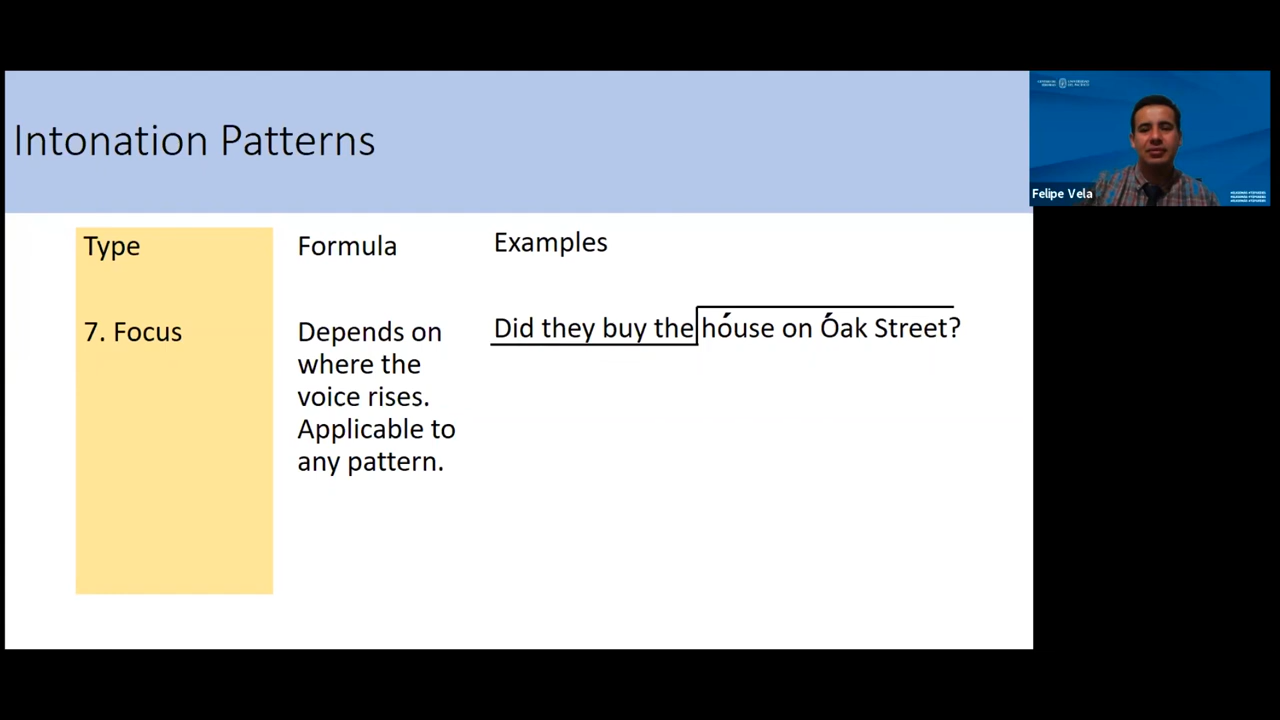 Intonation Patterns
Felipe Vela
Type
Formula
Examples
7. Focus
Depends on
where the
voice rises.
Applicable to
any pattern.
Did they buy the hóuse on Óak Street?